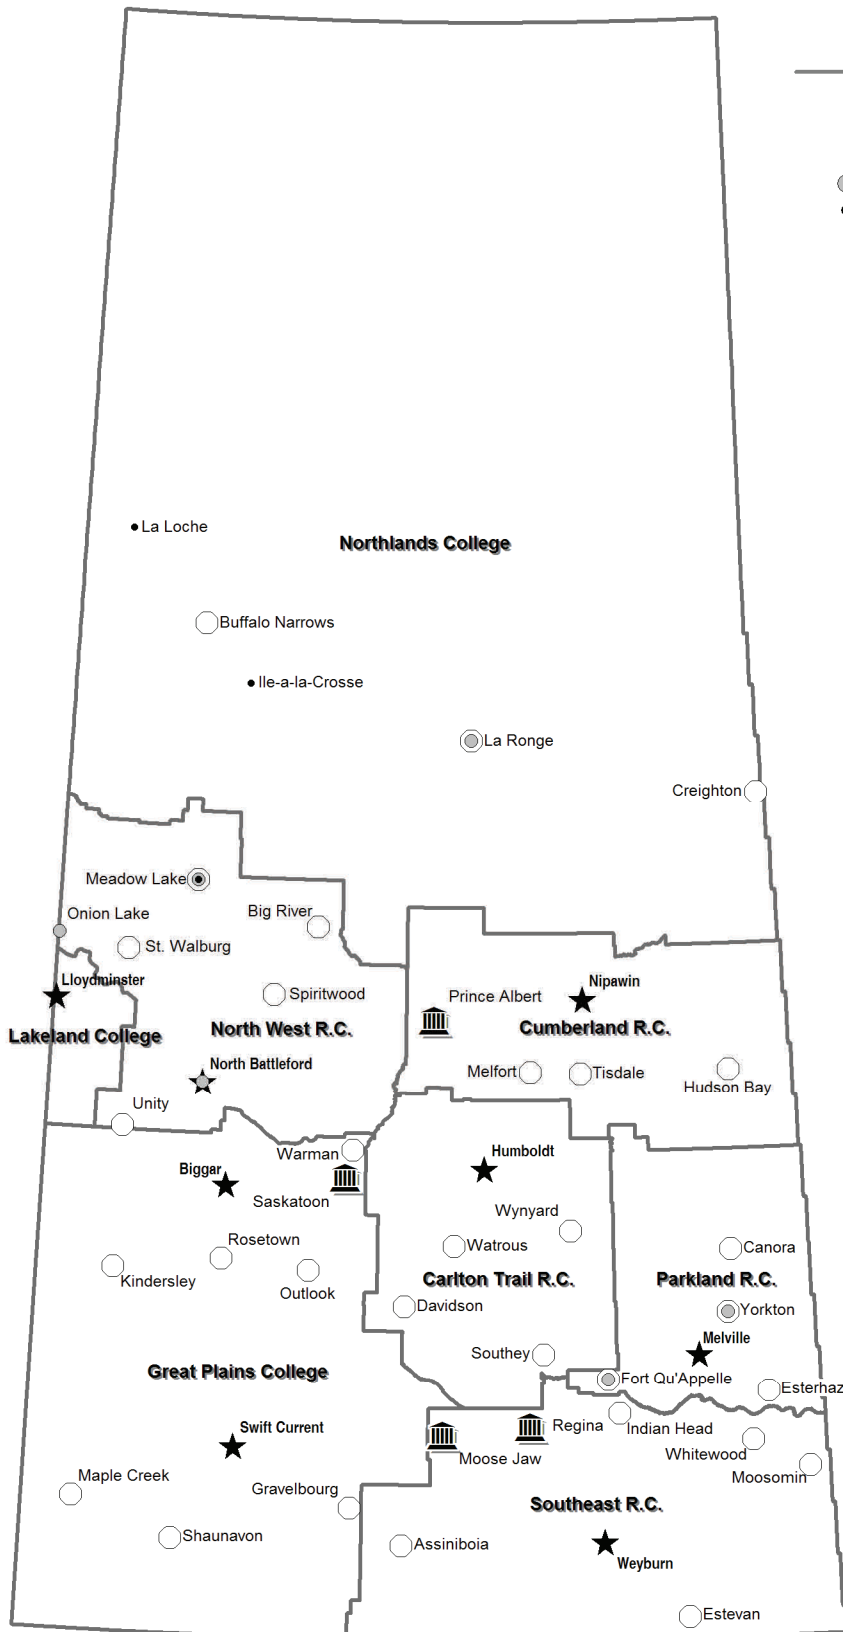 La Loche
Northlands College
Buffalo Narrows
Ile-a-la-Crosse
La Ronge
Creighton
Meadow Lake
Big River
Onion Lake
St. Walburg
Lloydminster
Nipawin
Spiritwood
Prince Albert
Lakeland College
North West R.C.
Cumberland R.C.
North Battleford
Melfort
Tisdale
Hudson Bay
Unity
Warman
Humboldt
Biggar
Saskatoon
Wynyard
Rosetown
Watrous
Canora
Kindersley
Carlton Trail R.C.
Parkland R.C.
Outlook
Davidson
Yorkton
Melville
Southey
Great Plains College
Fort Qu'Appelle
Esterhaz
Swift Current
Regina
Indian Head
Whitewood
Moose Jaw
Maple Creek
Moosomin
Gravelbourg
Southeast R.C.
Shaunavon
Assiniboia
Weyburn
Estevan